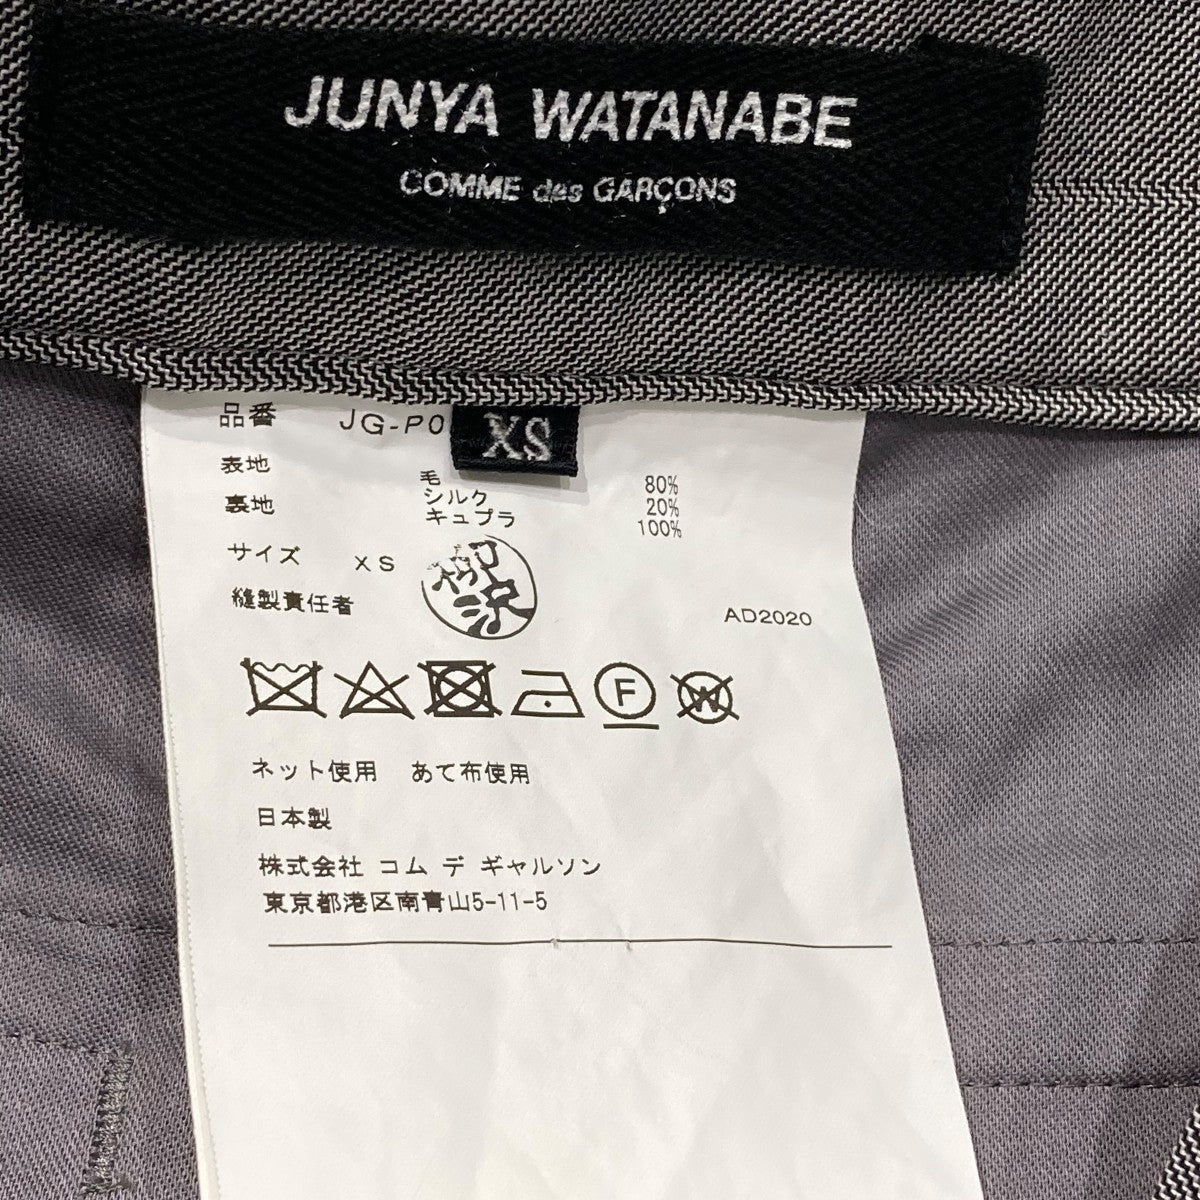 JUNYA WATANABE
COMME des GARÇONS
品番 JG-P0
XS
表地 毛 80%
シルク 20%
裏地 キュプラ 100%
サイズ XS
縫製責任者 柳沢
AD2020
F
W
ネット使用 あて布使用
日本製
株式会社 コム デ ギャルソン
東京都港区南青山5-11-5